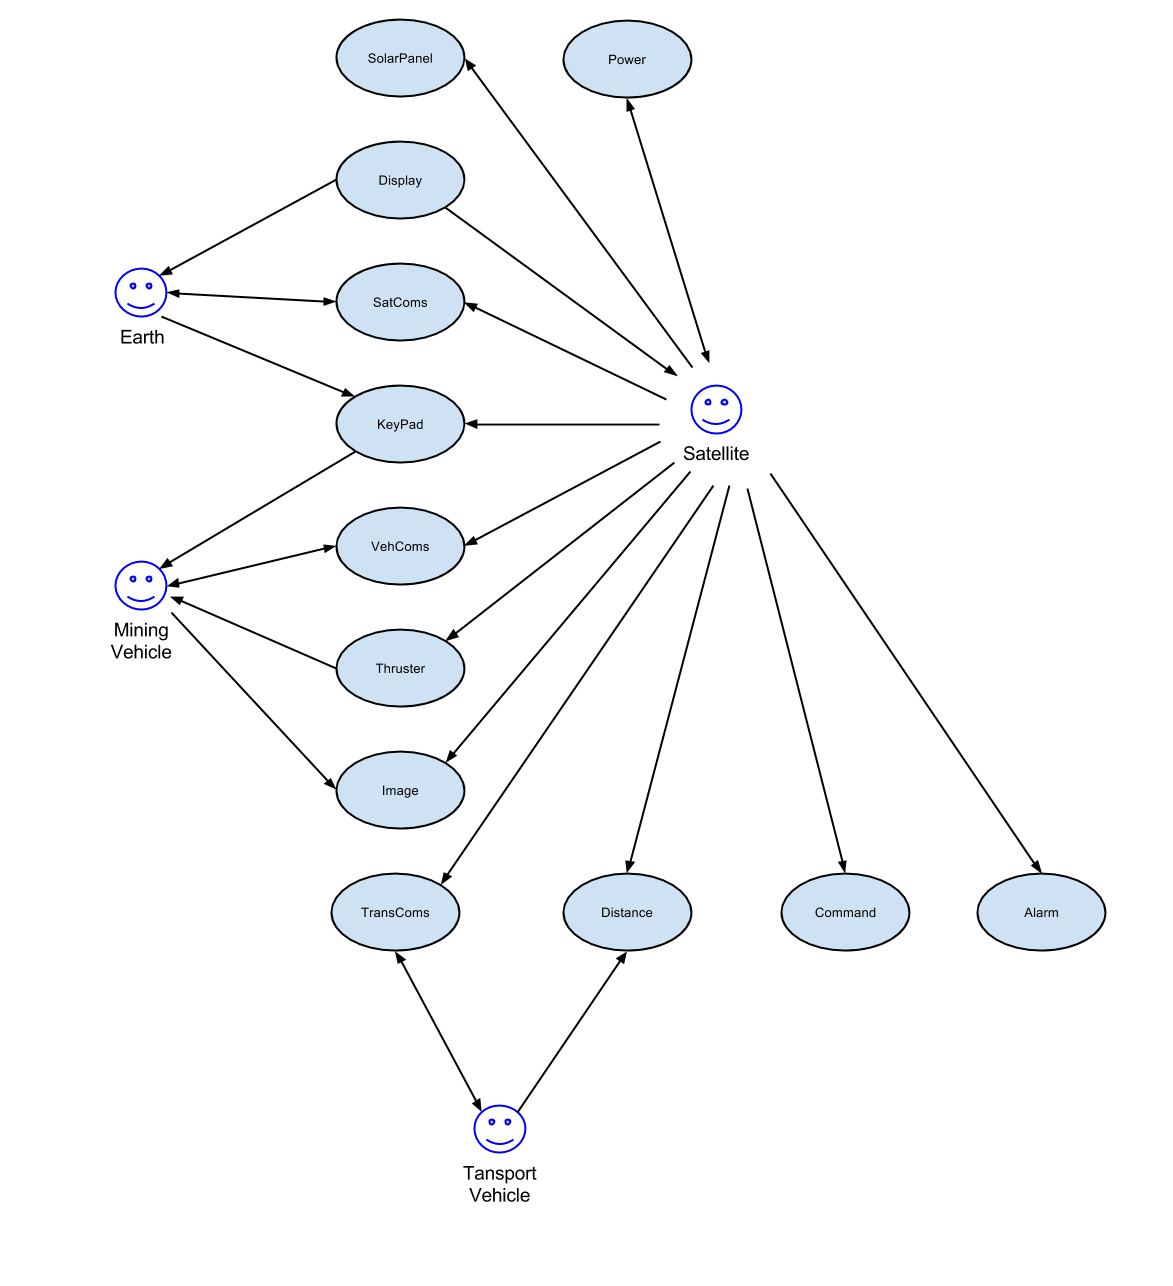 SolarPanel
Power
Display
SatComs
Earth
KeyPad
Satellite
VehComs
Mining
Vehicle
Thruster
Image
TransComs
Distance
Command
Alarm
Tansport
Vehicle